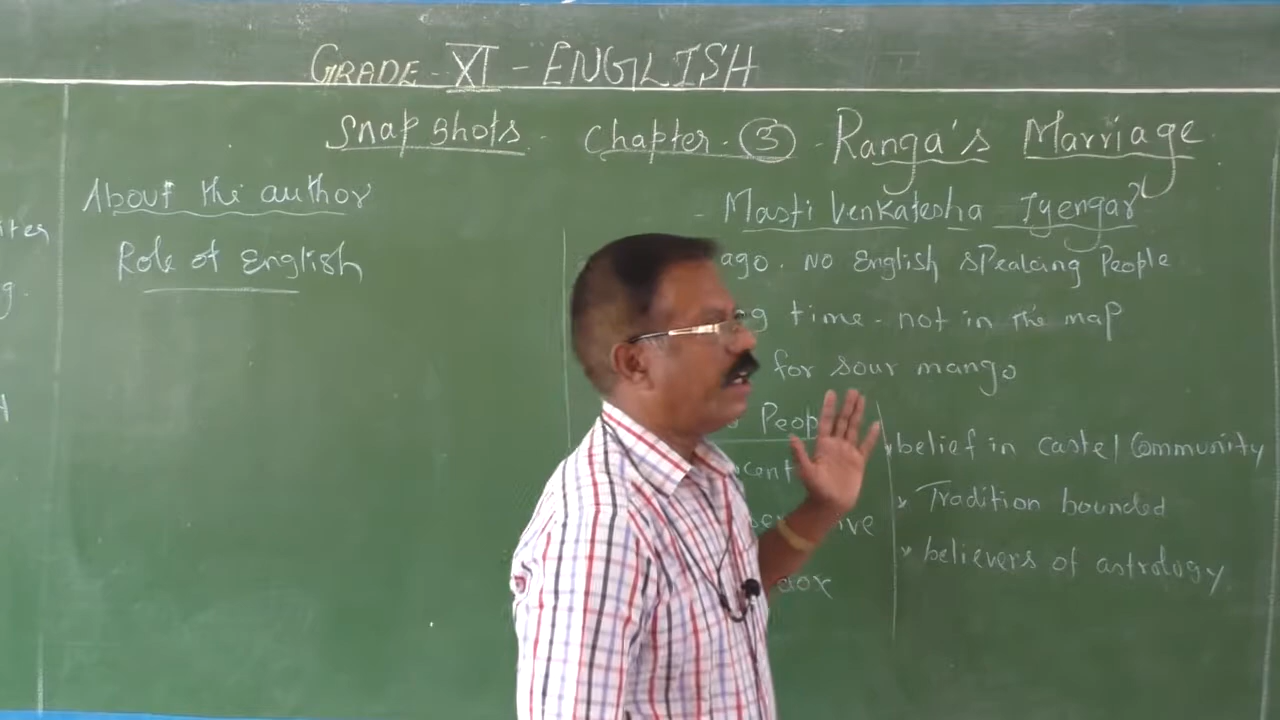 GRADE - XI - ENGLISH
Snapshots - Chapter - 3 - Ranga's Marriage
About the author
Role of English
- Masti Venkatesha Iyengar
ago. No English speaking People
time - not in the map
for sour mango
belief in caste/Community
* Tradition bounded
* believers of astrology